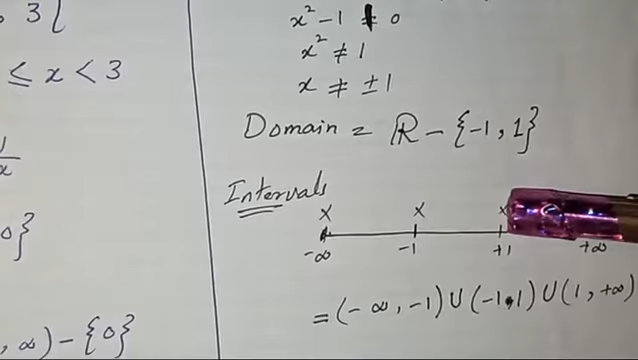 3[
≤ x < 3
x
0}
, ∞) - {0}
x² - 1 ≠ 0
x² ≠ 1
x ≠ ±1
Domain = ℝ - {-1, 1}
Intervals
x x x
-∞ -1 +1 +∞
= (-∞, -1) ∪ (-1, 1) ∪ (1, +∞)